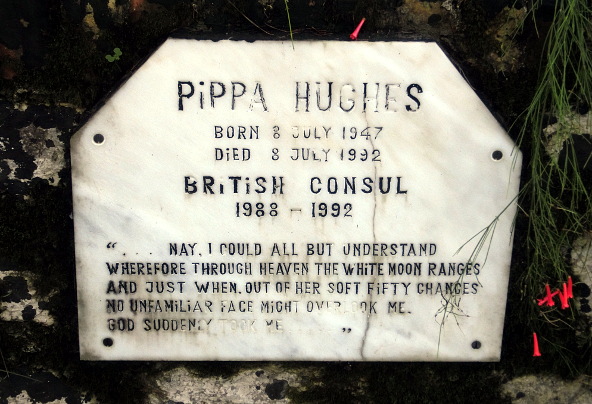 PiPPA HUGHES
BORN 8 JULY 1947
DIED 8 JULY 1992
BRiTiSH CONSUL
1988 - 1992
" . . . . NAY, I COULD ALL BUT UNDERSTAND
WHEREFORE THROUGH HEAVEN THE WHITE MOON RANGES
AND JUST WHEN, OUT OF HER SOFT FIFTY CHANGES
NO UNFAMILIAR FACE MIGHT OVERLOOK ME.
GOD SUDDENLY TOOK ME "